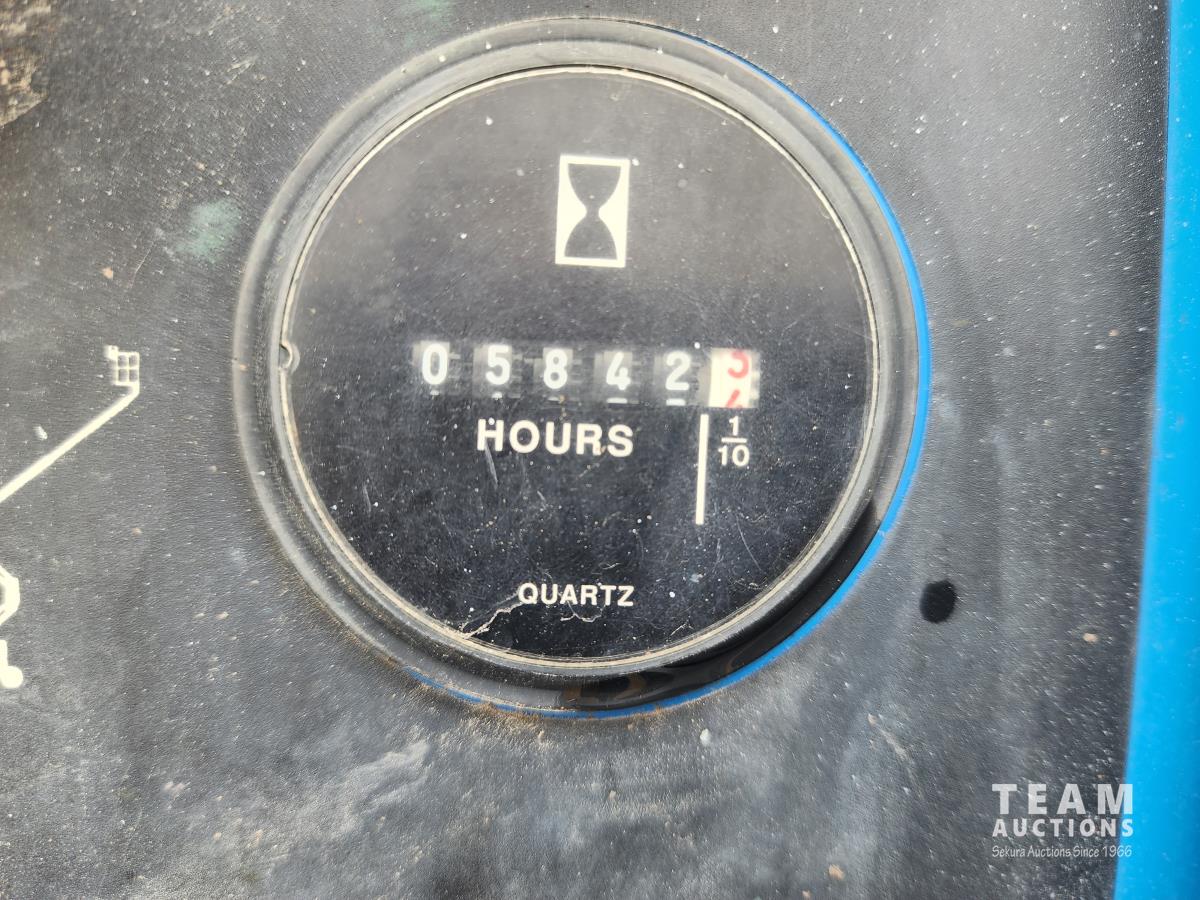 0 5 8 4 2
HOURS
1/10
QUARTZ
TEAM
AUCTIONS
Sekura Auctions Since 1966